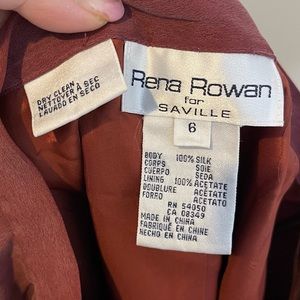 DRY CLEAN
NETTOYER À SEC
LAVADO EN SECO
Rena Rowan
for
SAVILLE
6
BODY 100% SILK
CORPS SOIE
CUERPO SEDA
LINING 100% ACETATE
DOUBLURE ACETATE
FORRO ACETATO
RN 54050
CA 08349
MADE IN CHINA
FABRIQUÉ EN CHINE
HECHO EN CHINA